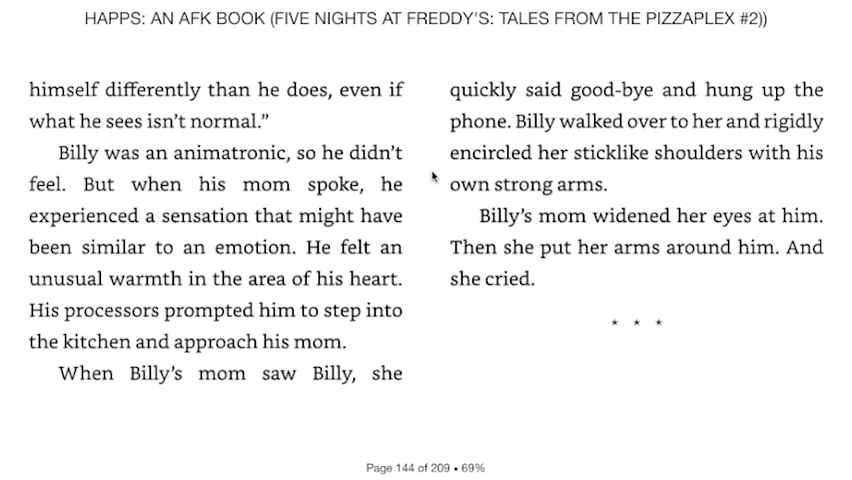 HAPPS: AN AFK BOOK (FIVE NIGHTS AT FREDDY'S: TALES FROM THE PIZZAPLEX #2))
himself differently than he does, even if
what he sees isn’t normal.”
Billy was an animatronic, so he didn’t
feel. But when his mom spoke, he
experienced a sensation that might have
been similar to an emotion. He felt an
unusual warmth in the area of his heart.
His processors prompted him to step into
the kitchen and approach his mom.
When Billy’s mom saw Billy, she
quickly said good-bye and hung up the
phone. Billy walked over to her and rigidly
encircled her sticklike shoulders with his
own strong arms.
Billy’s mom widened her eyes at him.
Then she put her arms around him. And
she cried.
* * *
Page 144 of 209 • 69%